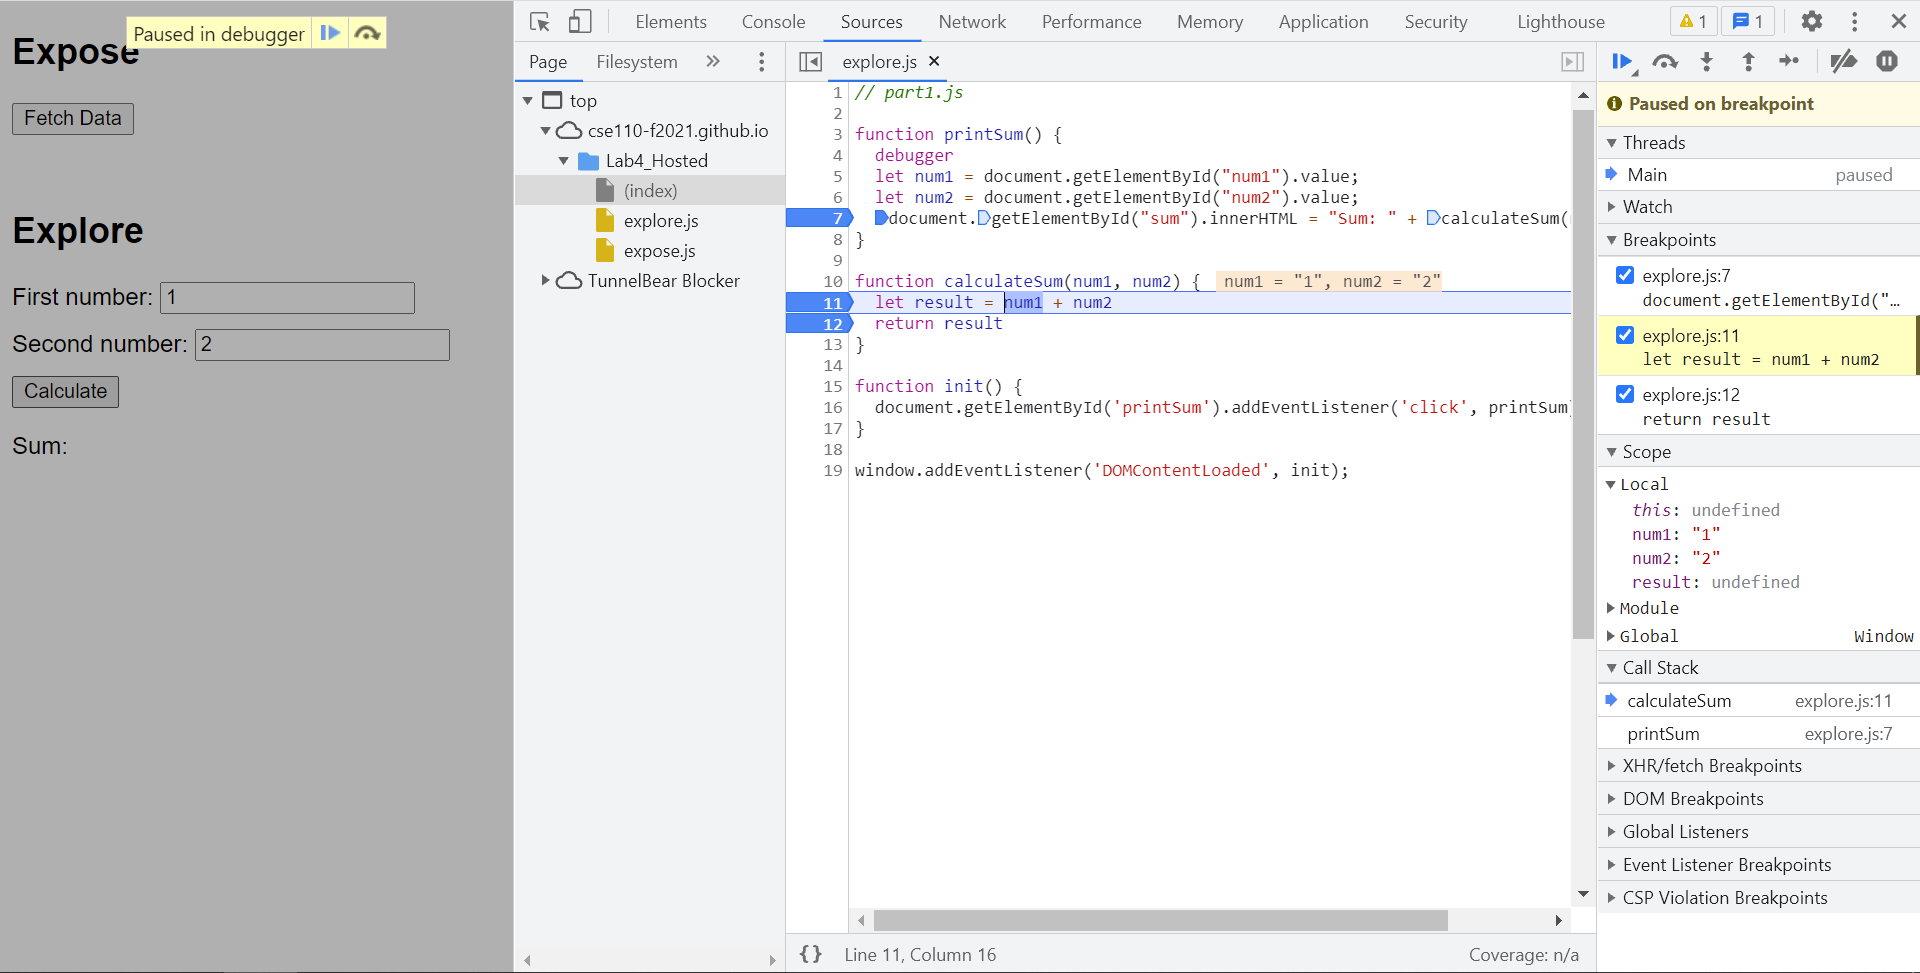 Paused in debugger
Expose
Fetch Data
Explore
First number: 1
Second number: 2
Calculate
Sum:
Elements Console Sources Network Performance Memory Application Security Lighthouse 1 1
Page Filesystem »
top
cse110-f2021.github.io
Lab4_Hosted
(index)
explore.js
expose.js
TunnelBear Blocker
explore.js ✕
1 // part1.js
2
3 function printSum() {
4 debugger
5 let num1 = document.getElementById("num1").value;
6 let num2 = document.getElementById("num2").value;
7 document.getElementById("sum").innerHTML = "Sum: " + calculateSum(
8 }
9
10 function calculateSum(num1, num2) { num1 = "1", num2 = "2"
11 let result = num1 + num2
12 return result
13 }
14
15 function init() {
16 document.getElementById('printSum').addEventListener('click', printSum)
17 }
18
19 window.addEventListener('DOMContentLoaded', init);
{} Line 11, Column 16
Coverage: n/a
Paused on breakpoint
Threads
Main paused
Watch
Breakpoints
explore.js:7
document.getElementById("…
explore.js:11
let result = num1 + num2
explore.js:12
return result
Scope
Local
this: undefined
num1: "1"
num2: "2"
result: undefined
Module
Global Window
Call Stack
calculateSum explore.js:11
printSum explore.js:7
XHR/fetch Breakpoints
DOM Breakpoints
Global Listeners
Event Listener Breakpoints
CSP Violation Breakpoints